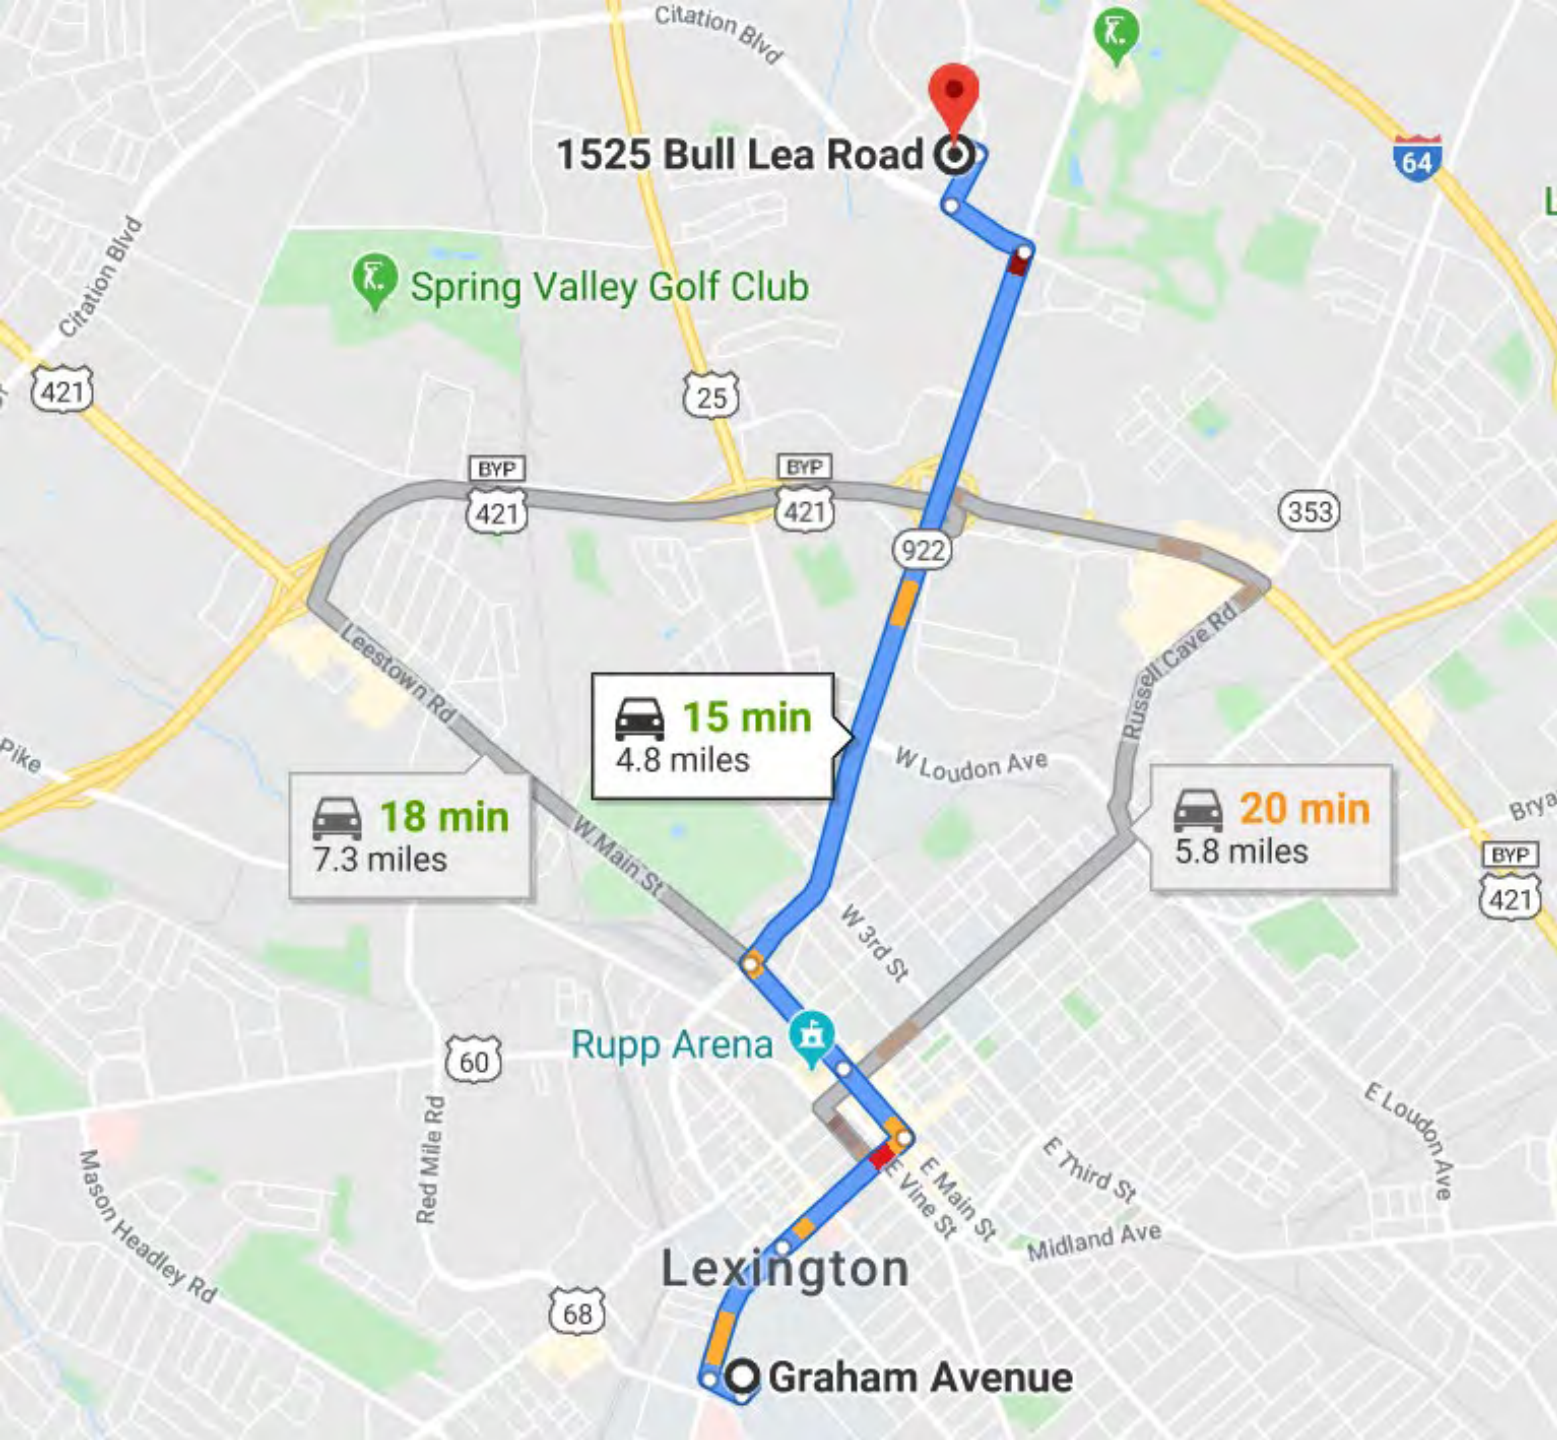 Citation Blvd
1525 Bull Lea Road
64
Citation Blvd
Spring Valley Golf Club
421
25
BYP
421
BYP
421
353
922
Leestown Rd
Russell Cave Rd
15 min
4.8 miles
W Loudon Ave
Pike
18 min
7.3 miles
20 min
5.8 miles
W Main St
BYP
421
W 3rd St
Rupp Arena
60
E Loudon Ave
Red Mile Rd
E Third St
E Main St
E Vine St
Midland Ave
Mason Headley Rd
Lexington
68
Graham Avenue